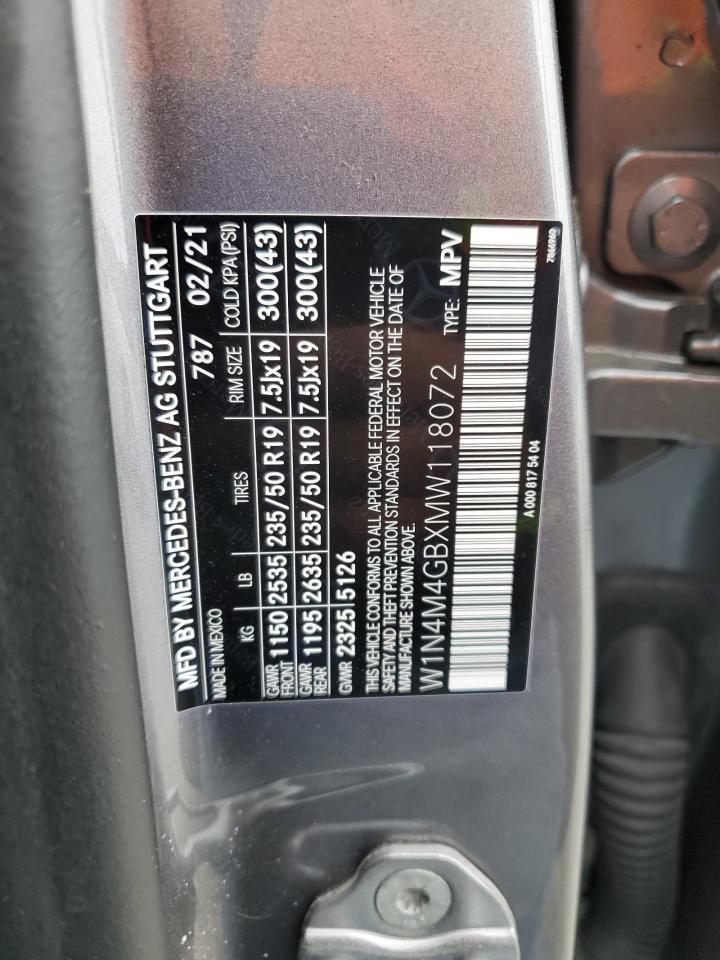 MFD BY MERCEDES-BENZ AG STUTTGART
MADE IN MEXICO 787 02/21
KG LB TIRES RIM SIZE COLD KPA (PSI)
GAWR FRONT 1150 2535 235/50 R19 7.5Jx19 300(43)
GAWR REAR 1195 2635 235/50 R19 7.5Jx19 300(43)
GVWR 2325 5126
THIS VEHICLE CONFORMS TO ALL APPLICABLE FEDERAL MOTOR VEHICLE
SAFETY AND THEFT PREVENTION STANDARDS IN EFFECT ON THE DATE OF
MANUFACTURE SHOWN ABOVE.
W1N4M4GBXMW118072 TYPE: MPV
A 000 817 54 04 7866960